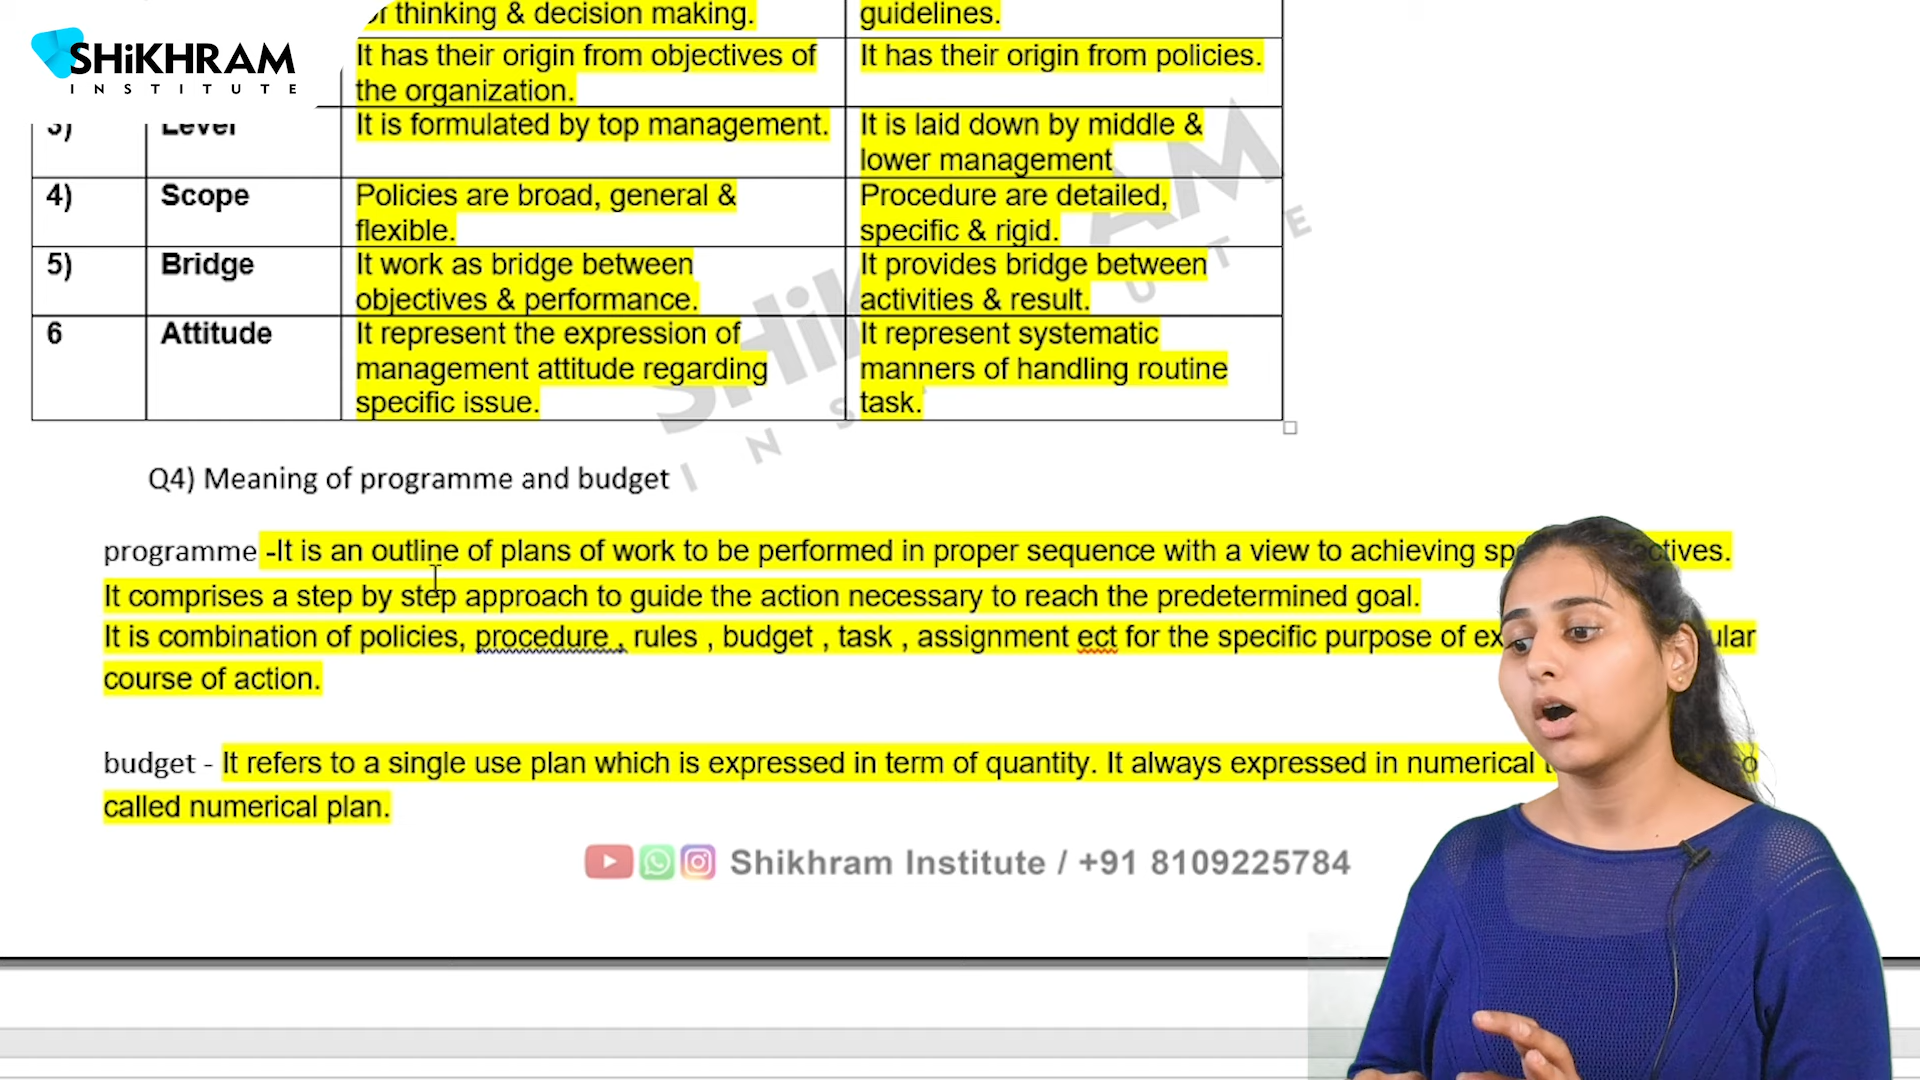 SHiKHRAM
INSTITUTE
of thinking & decision making.
guidelines.
It has their origin from objectives of
the organization.
It has their origin from policies.
3) Level
It is formulated by top management.
It is laid down by middle &
lower management
4) Scope
Policies are broad, general &
flexible.
Procedure are detailed,
specific & rigid.
5) Bridge
It work as bridge between
objectives & performance.
It provides bridge between
activities & result.
6 Attitude
It represent the expression of
management attitude regarding
specific issue.
It represent systematic
manners of handling routine
task.
Q4) Meaning of programme and budget
programme -It is an outline of plans of work to be performed in proper sequence with a view to achieving
It comprises a step by step approach to guide the action necessary to reach the predetermined goal.
It is combination of policies, procedure , rules , budget , task , assignment ect for the specific purpose of
course of action.
budget - It refers to a single use plan which is expressed in term of quantity. It always expressed in numerical
called numerical plan.
Shikhram Institute / +91 8109225784